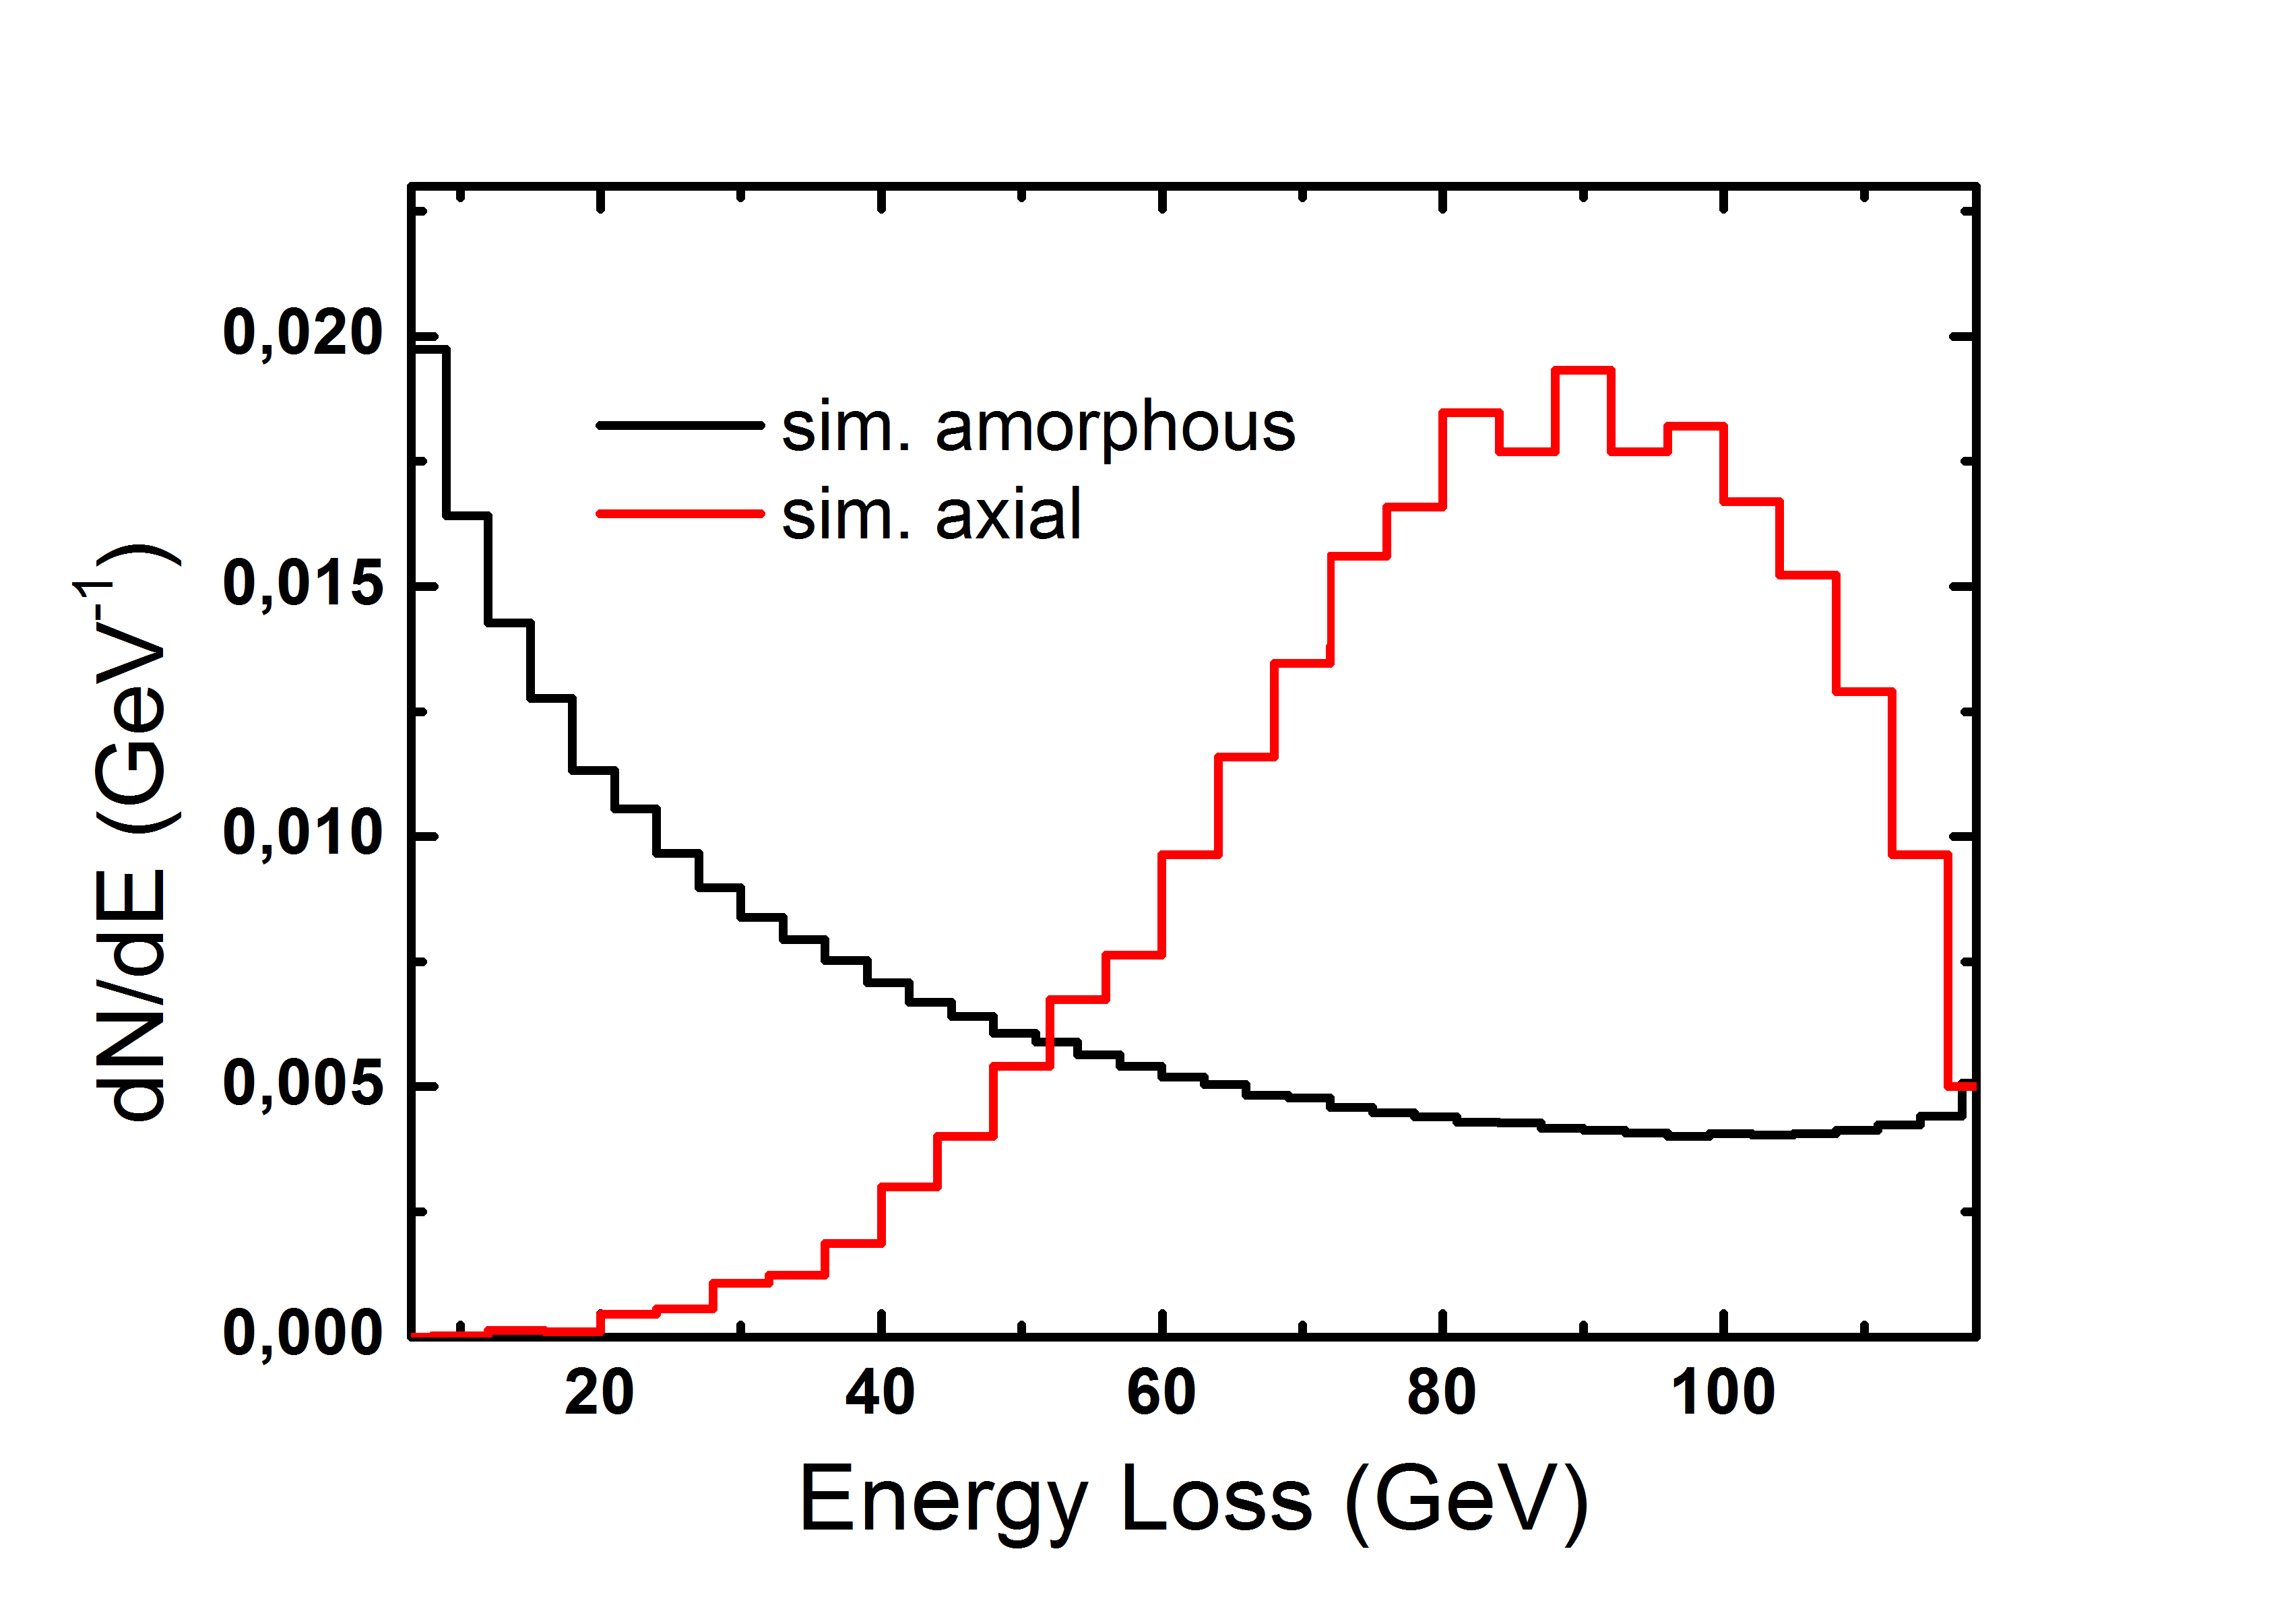 0,020
0,015
0,010
0,005
0,000
dN/dE (GeV⁻¹)
sim. amorphous
sim. axial
20 40 60 80 100
Energy Loss (GeV)